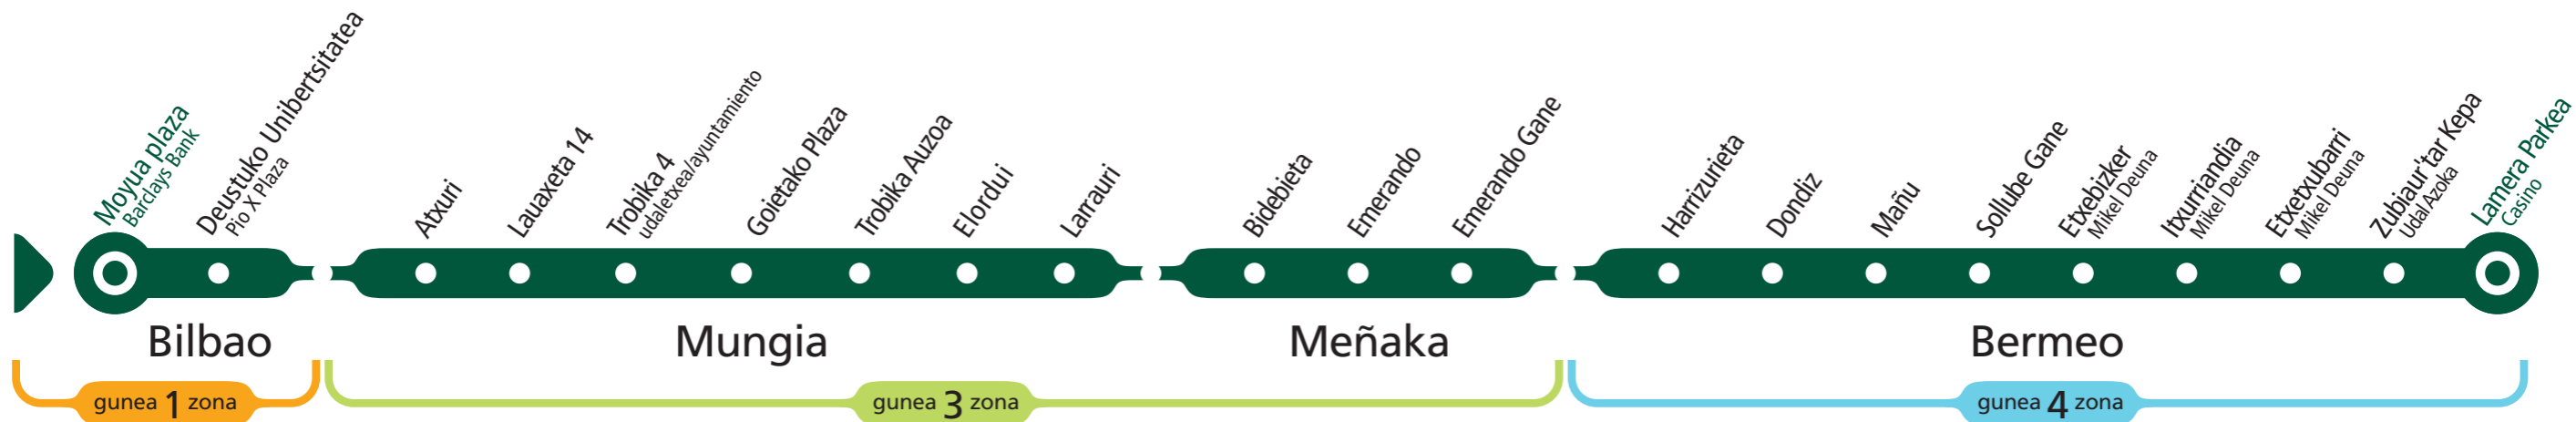 Moyua plaza
Barclays Bank
Deustuko Unibertsitatea
Pio X Plaza
Atxuri
Lauaxeta 14
Trobika 4
udaletxea/ayuntamiento
Goietako Plaza
Trobika Auzoa
Elordui
Larrauri
Bidebieta
Emerando
Emerando Gane
Harrizurieta
Dondiz
Mañu
Sollube Gane
Etxebizker
Mikel Deuna
Itxurriandia
Mikel Deuna
Etxetxubarri
Mikel Deuna
Zubiaur'tar Kepa
Udal Azoka
Lamera Parkea
Casino
Bilbao
Mungia
Meñaka
Bermeo
gunea 1 zona
gunea 3 zona
gunea 4 zona